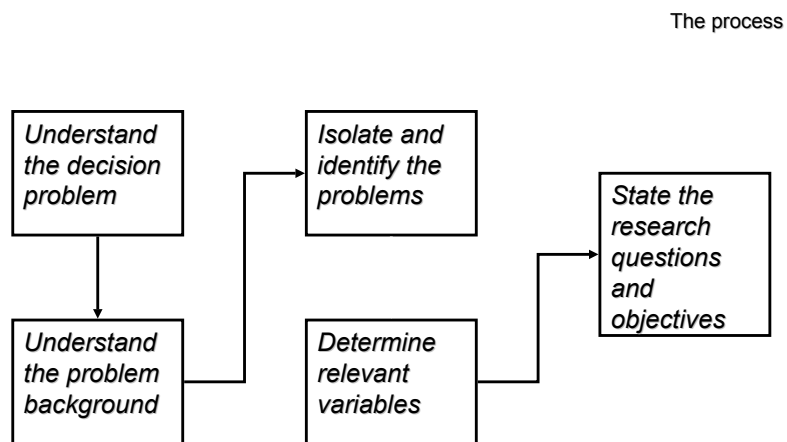 The process
Understand
the decision
problem
Understand
the problem
background
Isolate and
identify the
problems
Determine
relevant
variables
State the
research
questions
and
objectives